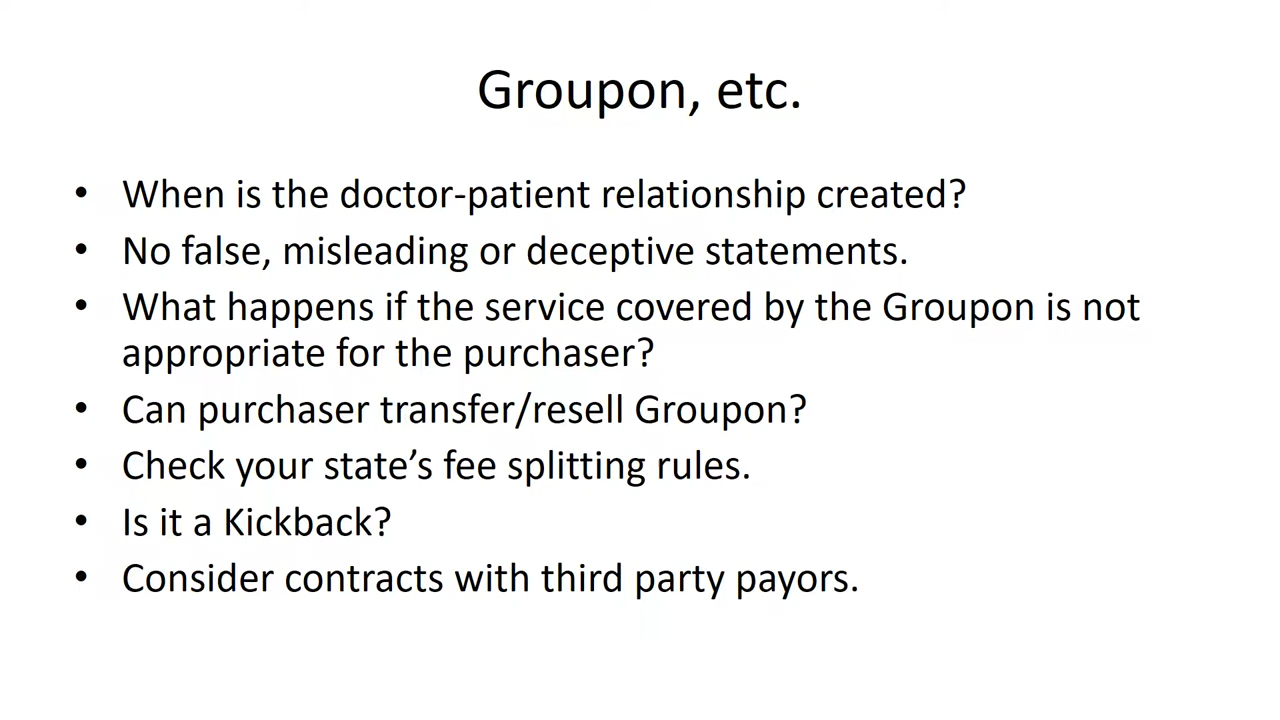 Groupon, etc.
• When is the doctor-patient relationship created?
• No false, misleading or deceptive statements.
• What happens if the service covered by the Groupon is not
appropriate for the purchaser?
• Can purchaser transfer/resell Groupon?
• Check your state’s fee splitting rules.
• Is it a Kickback?
• Consider contracts with third party payors.